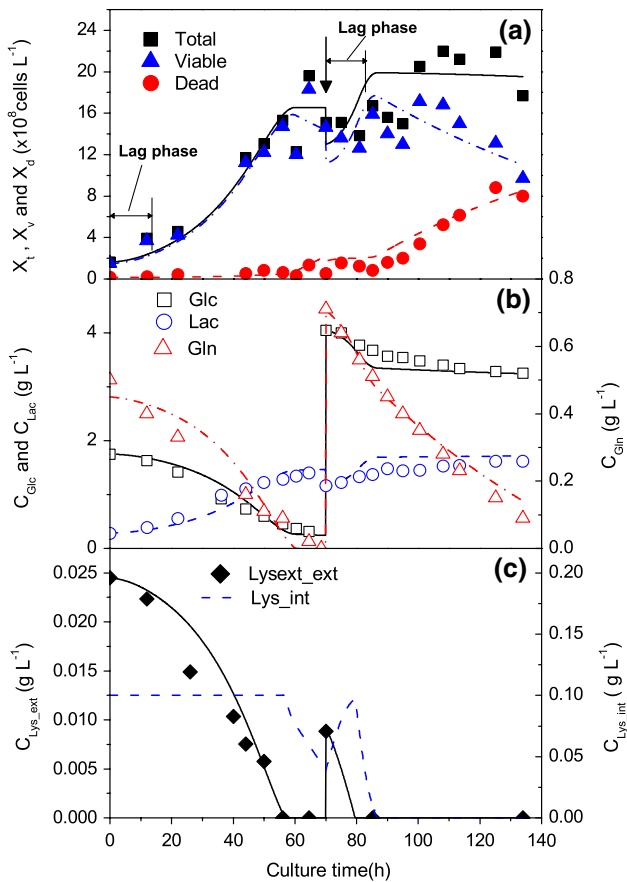 Total
Viable
Dead
Lag phase
(a)
Lag phase
X_t , X_v and X_d (x10^8cells L^-1)
24
20
16
12
8
4
0
0.8
Glc
Lac
Gln
(b)
C_Glc and C_Lac (g L^-1)
4
2
0
C_Gln (g L^-1)
0.6
0.4
0.2
0.0
Lysext_ext
Lys_int
(c)
C_Lys_ext (g L^-1)
0.025
0.020
0.015
0.010
0.005
0.000
C_Lys_int ( g L^-1)
0.20
0.15
0.10
0.05
0.00
0 20 40 60 80 100 120 140
Culture time(h)